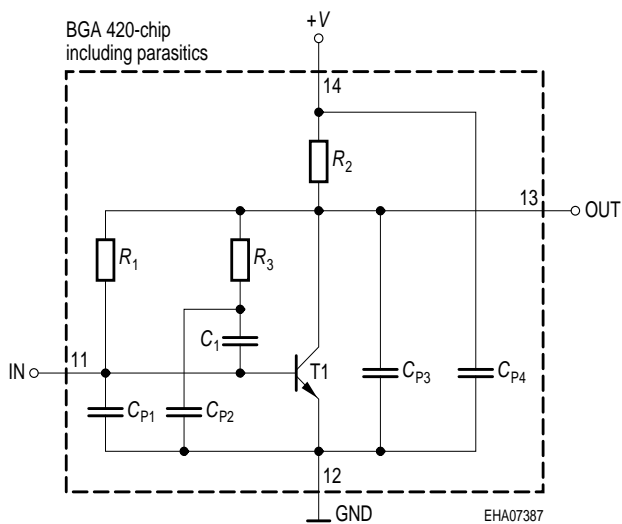 BGA 420-chip
including parasitics
+V
14
R2
13
OUT
R1
R3
C1
11
IN
T1
CP1
CP2
CP3
CP4
12
GND
EHA07387